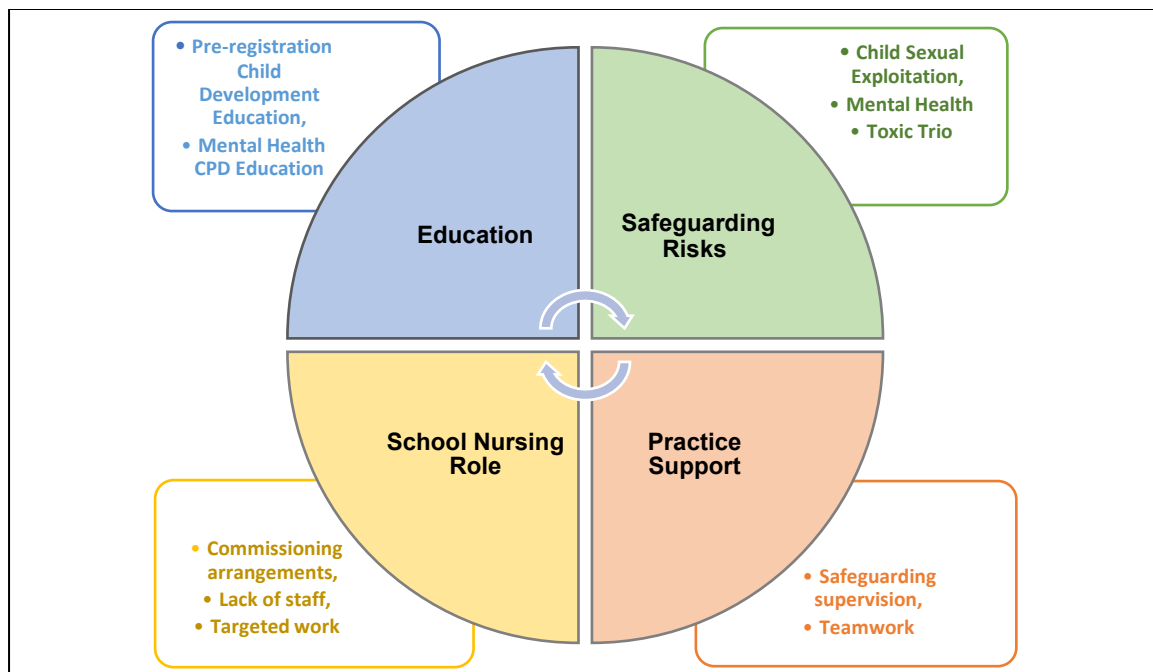 • Pre-registration
Child
Development
Education,
• Mental Health
CPD Education
• Child Sexual
Exploitation,
• Mental Health
• Toxic Trio
Education
Safeguarding
Risks
School Nursing
Role
Practice
Support
• Commissioning
arrangements,
• Lack of staff,
• Targeted work
• Safeguarding
supervision,
• Teamwork